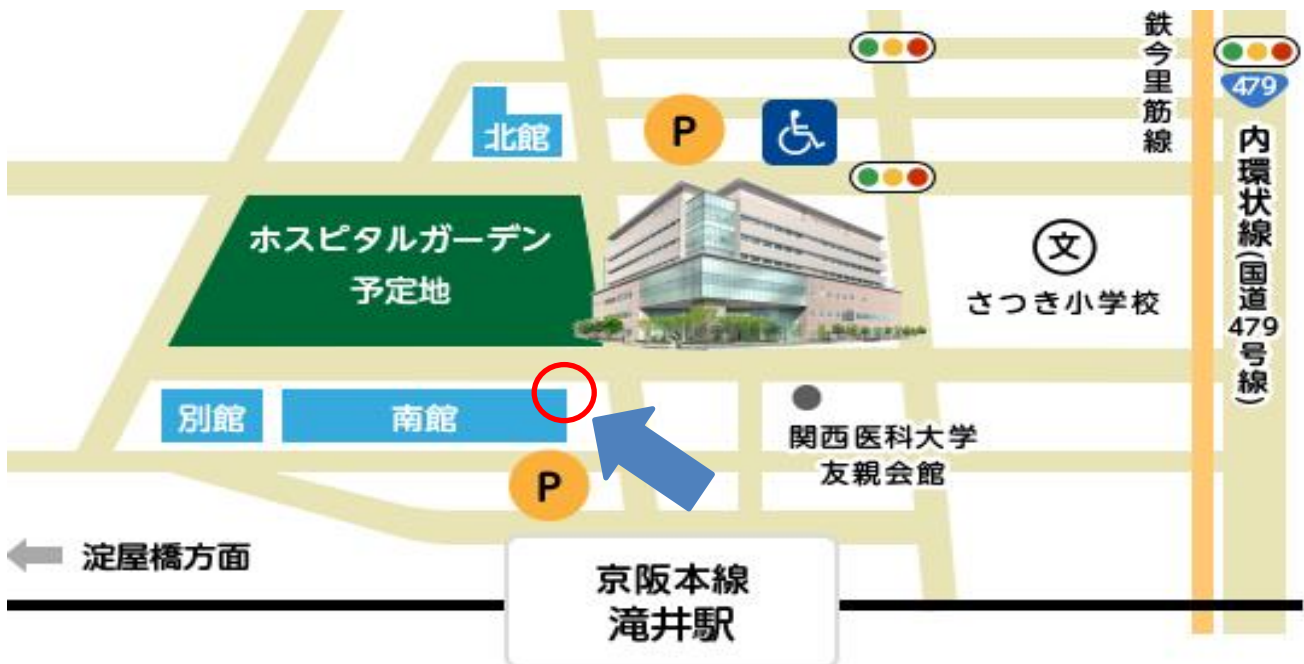 鉄今里筋線
479
内環状線(国道479号線)
北館
P
ホスピタルガーデン
予定地
文
さつき小学校
別館
南館
関西医科大学
友親会館
P
淀屋橋方面
京阪本線
滝井駅